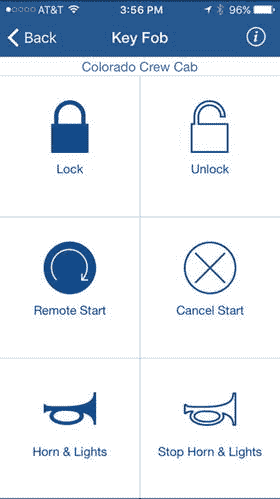 AT&T 3:56 PM 96%
Back Key Fob i
Colorado Crew Cab
Lock Unlock
Remote Start Cancel Start
Horn & Lights Stop Horn & Lights